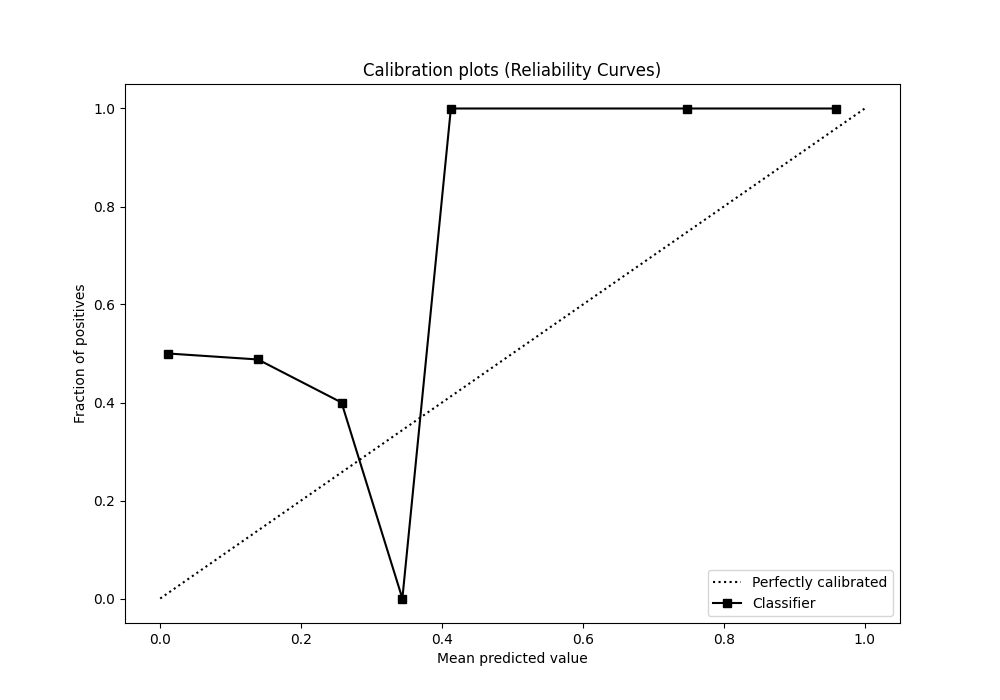 Calibration plots (Reliability Curves)
Fraction of positives
1.0
0.8
0.6
0.4
0.2
0.0
0.0 0.2 0.4 0.6 0.8 1.0
Mean predicted value
Perfectly calibrated
Classifier